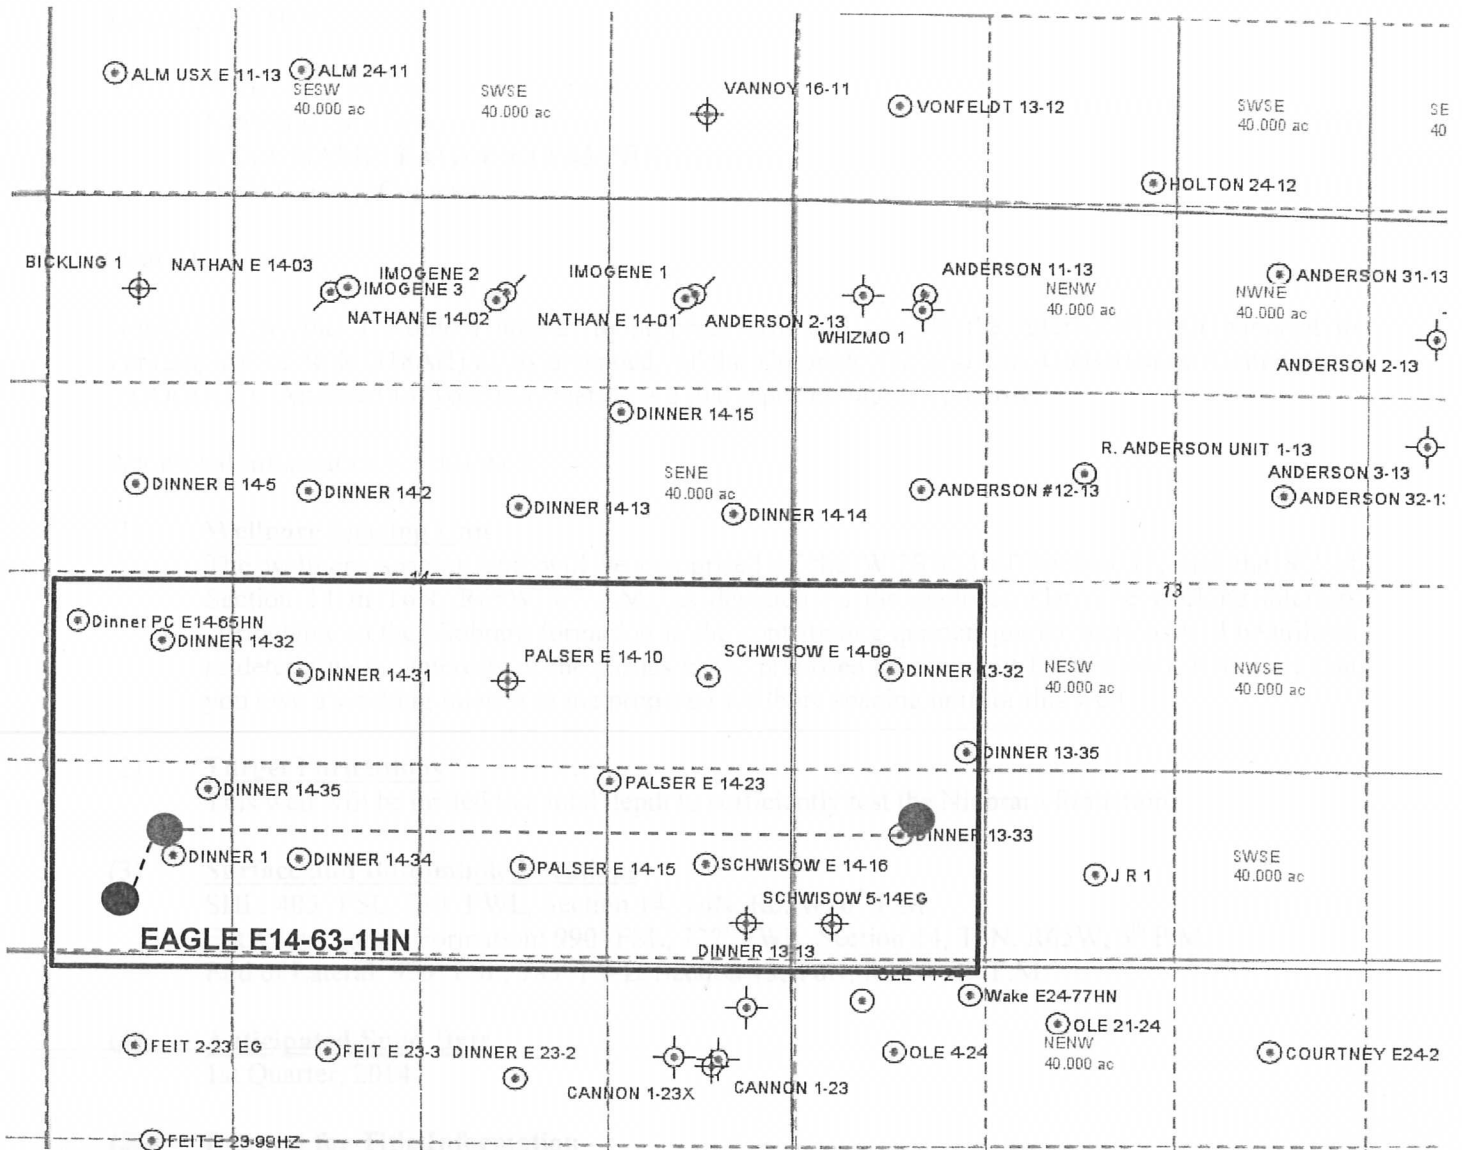 ALM USX E 11-13
ALM 24-11
SESW
40.000 ac
SWSE
40.000 ac
VANNOY 16-11
VONFELDT 13-12
SWSE
40.000 ac
SE
40
HOLTON 24-12
BICKLING 1
NATHAN E 14-03
IMOGENE 2
IMOGENE 3
IMOGENE 1
NATHAN E 14-02
NATHAN E 14-01
ANDERSON 2-13
WHIZMO 1
ANDERSON 11-13
NENW
40.000 ac
NWNE
40.000 ac
ANDERSON 31-13
ANDERSON 2-13
DINNER 14-15
R. ANDERSON UNIT 1-13
ANDERSON 3-13
SENE
40.000 ac
DINNER E 14-5
DINNER 14-2
DINNER 14-13
DINNER 14-14
ANDERSON #12-13
ANDERSON 32-1
14
13
Dinner PC E14-65HN
DINNER 14-32
DINNER 14-31
PALSER E 14-10
SCHWISOW E 14-09
DINNER 13-32
NESW
40.000 ac
NWSE
40.000 ac
DINNER 13-35
DINNER 14-35
PALSER E 14-23
DINNER 13-33
DINNER 1
DINNER 14-34
PALSER E 14-15
SCHWISOW E 14-16
J R 1
SWSE
40.000 ac
SCHWISOW 5-14EG
EAGLE E14-63-1HN
DINNER 13-13
OLE 11-24
Wake E24-77HN
FEIT 2-23 EG
FEIT E 23-3
DINNER E 23-2
OLE 4-24
OLE 21-24
NENW
40.000 ac
COURTNEY E24-2
CANNON 1-23X
CANNON 1-23
FEIT E 23-99HZ